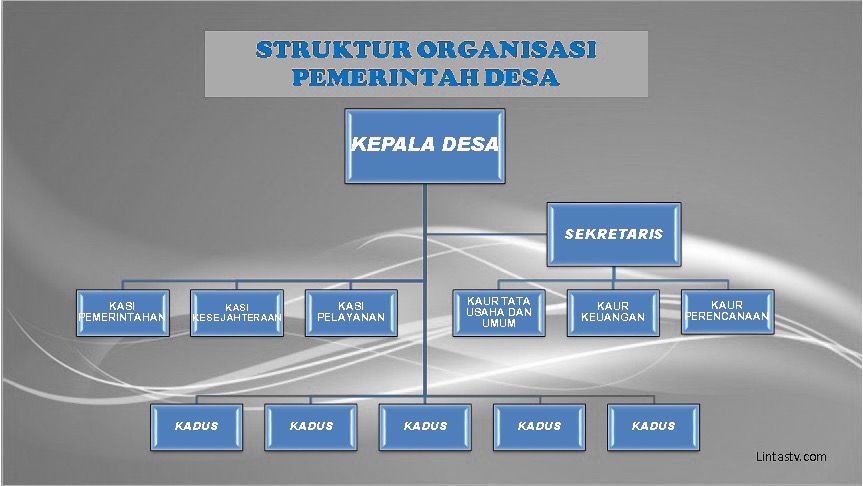 STRUKTUR ORGANISASI
PEMERINTAH DESA
KEPALA DESA
SEKRETARIS
KASI
PEMERINTAHAN
KASI
KESEJAHTERAAN
KASI
PELAYANAN
KAUR TATA
USAHA DAN
UMUM
KAUR
KEUANGAN
KAUR
PERENCANAAN
KADUS
KADUS
KADUS
KADUS
KADUS
Lintastv.com